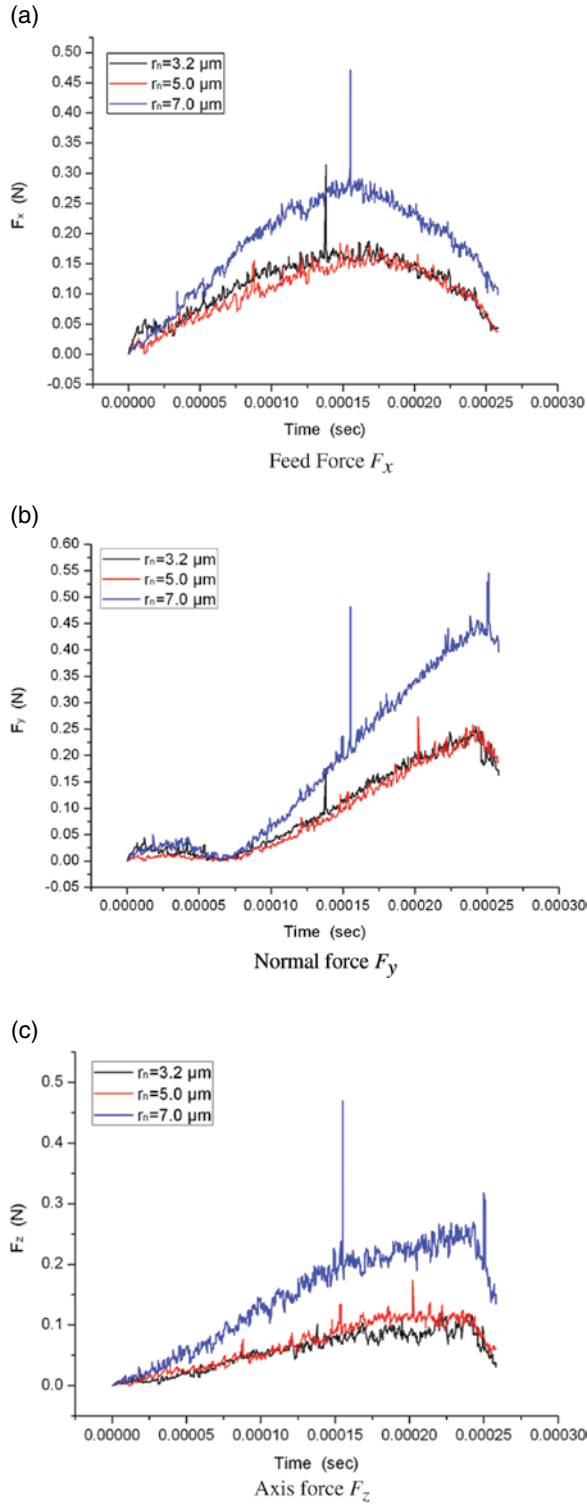 (a)
rn=3.2 µm
rn=5.0 µm
rn=7.0 µm
0.50
0.45
0.40
0.35
0.30
0.25
0.20
0.15
0.10
0.05
0.00
-0.05
Fx (N)
0.00000 0.00005 0.00010 0.00015 0.00020 0.00025 0.00030
Time (sec)
Feed Force Fx
(b)
rn=3.2 µm
rn=5.0 µm
rn=7.0 µm
0.60
0.55
0.50
0.45
0.40
0.35
0.30
0.25
0.20
0.15
0.10
0.05
0.00
-0.05
Fy (N)
0.00000 0.00005 0.00010 0.00015 0.00020 0.00025 0.00030
Time (sec)
Normal force Fy
(c)
rn=3.2 µm
rn=5.0 µm
rn=7.0 µm
0.5
0.4
0.3
0.2
0.1
0.0
Fz (N)
0.00000 0.00005 0.00010 0.00015 0.00020 0.00025 0.00030
Time (sec)
Axis force Fz